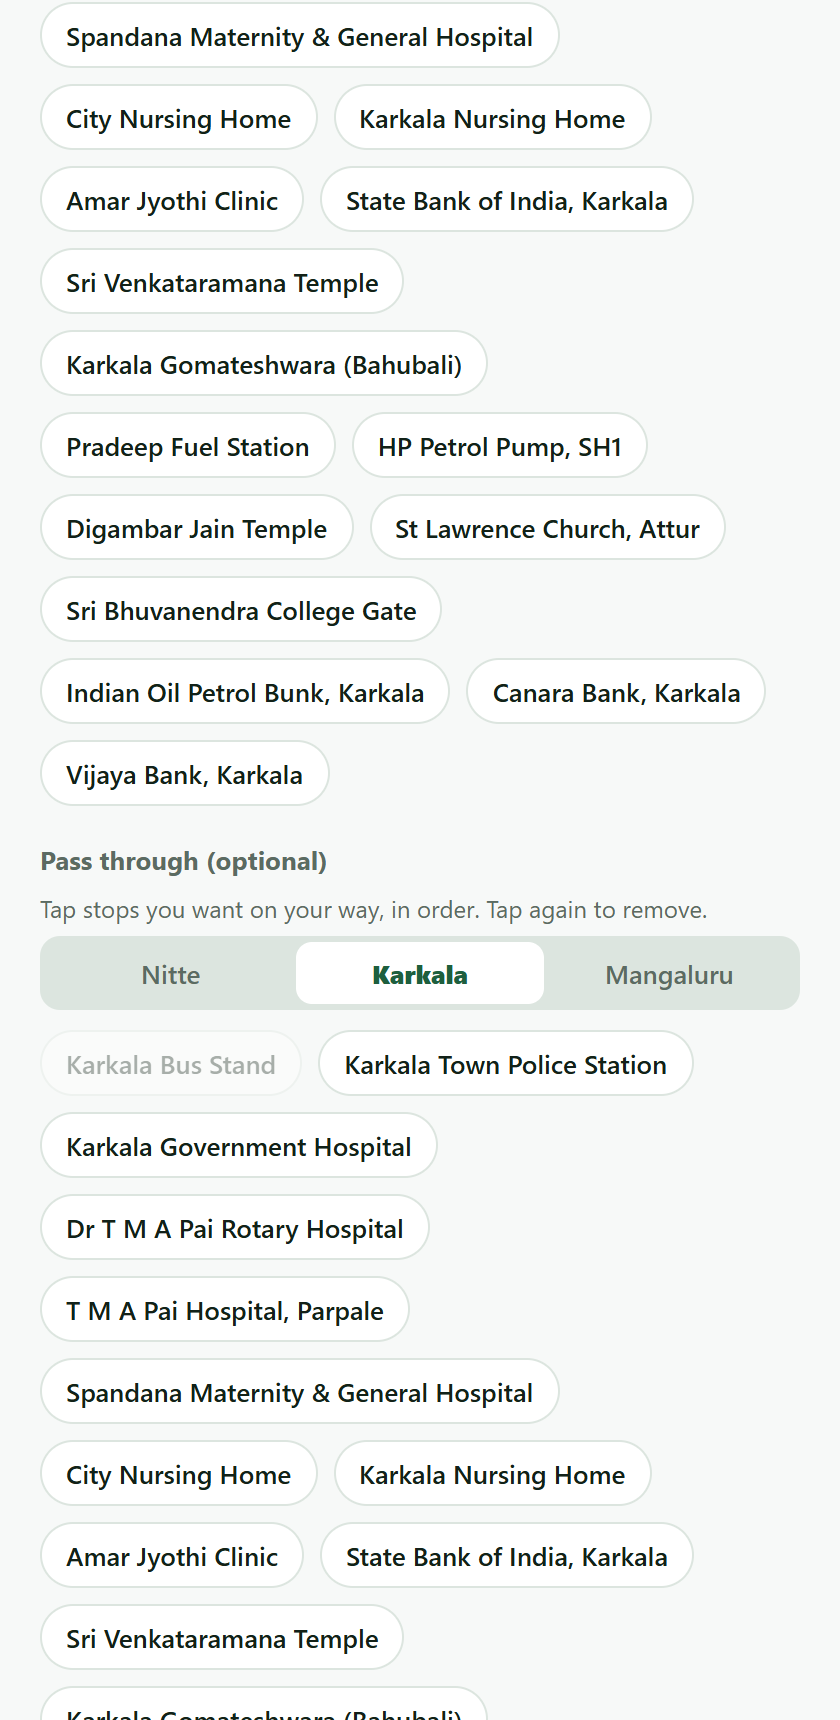 Spandana Maternity & General Hospital
City Nursing Home Karkala Nursing Home
Amar Jyothi Clinic State Bank of India, Karkala
Sri Venkataramana Temple
Karkala Gomateshwara (Bahubali)
Pradeep Fuel Station HP Petrol Pump, SH1
Digambar Jain Temple St Lawrence Church, Attur
Sri Bhuvanendra College Gate
Indian Oil Petrol Bunk, Karkala Canara Bank, Karkala
Vijaya Bank, Karkala
Pass through (optional)
Tap stops you want on your way, in order. Tap again to remove.
Nitte Karkala Mangaluru
Karkala Bus Stand Karkala Town Police Station
Karkala Government Hospital
Dr T M A Pai Rotary Hospital
T M A Pai Hospital, Parpale
Spandana Maternity & General Hospital
City Nursing Home Karkala Nursing Home
Amar Jyothi Clinic State Bank of India, Karkala
Sri Venkataramana Temple
Karkala Gomateshwara (Bahubali)